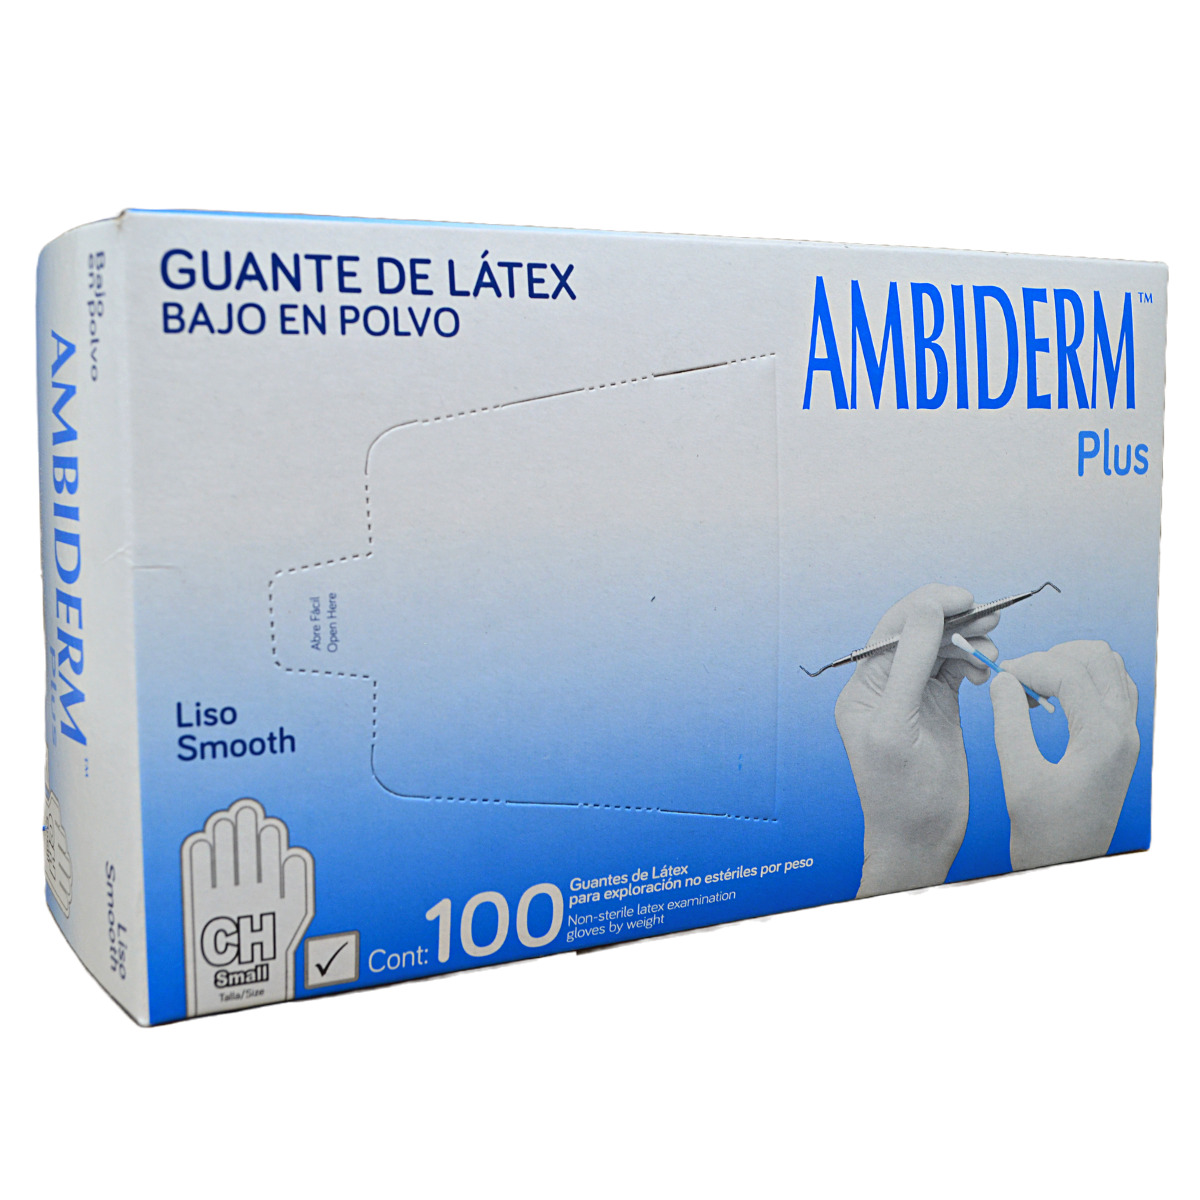 GUANTE DE LÁTEX
BAJO EN POLVO
AMBIDERM™
Plus
Abre Fácil
Open Here
Liso
Smooth
CH
Small
Talla/Size
Cont: 100
Guantes de Látex
para exploración no estériles por peso
Non-sterile latex examination
gloves by weight
Bajo
en polvo
AMBIDERM™
Plus
Liso
Smooth